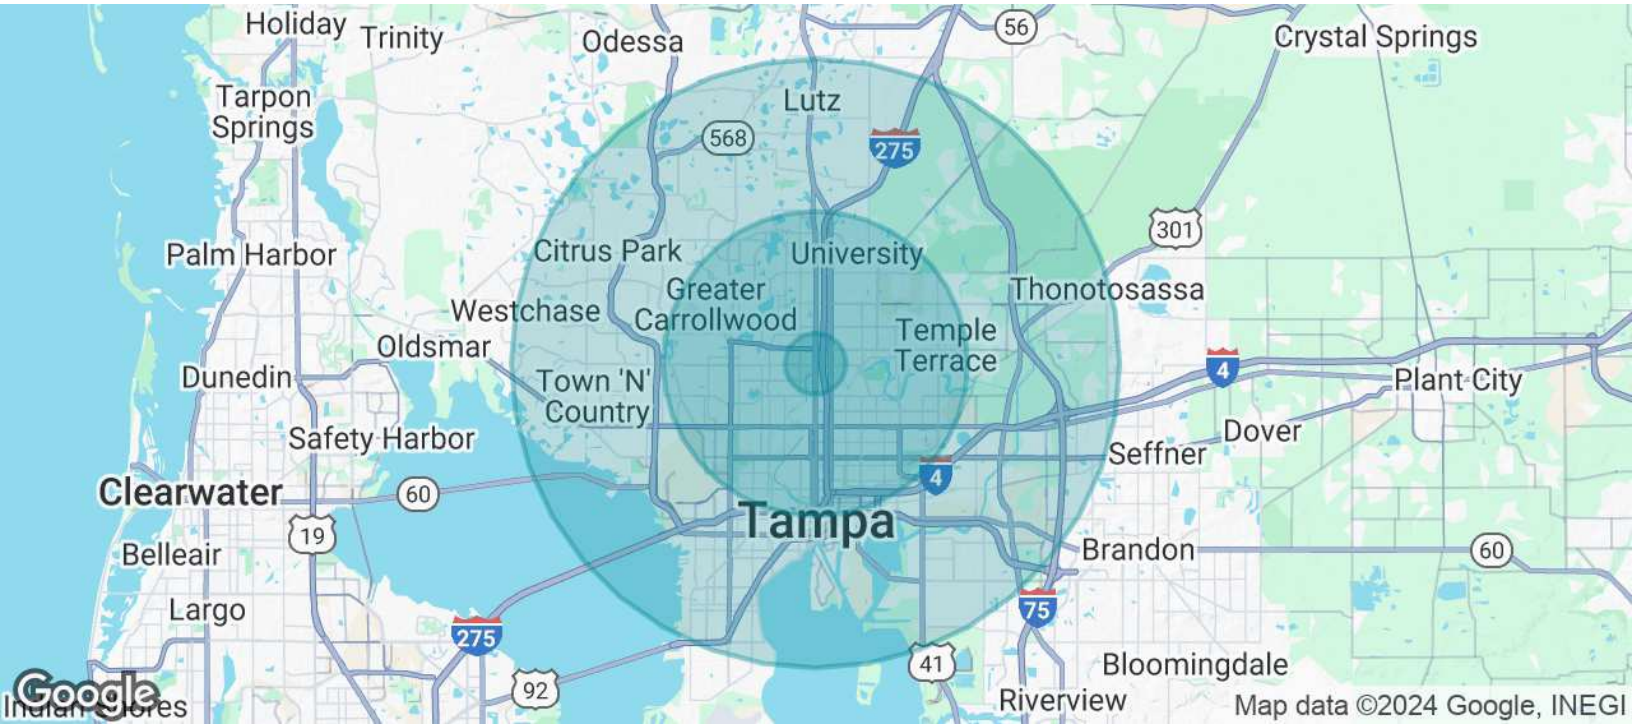 Holiday
Trinity
Odessa
56
Crystal Springs
Tarpon
Springs
Lutz
568
275
301
Palm Harbor
Citrus Park
University
Greater
Carrollwood
Thonotosassa
Westchase
Oldsmar
Temple
Terrace
Dunedin
Town 'N'
Country
4
Plant City
Safety Harbor
Dover
Seffner
Clearwater
60
4
19
Tampa
Belleair
Brandon
60
Largo
275
75
41
Bloomingdale
92
Riverview
Google
Indian Shores
Map data ©2024 Google, INEGI